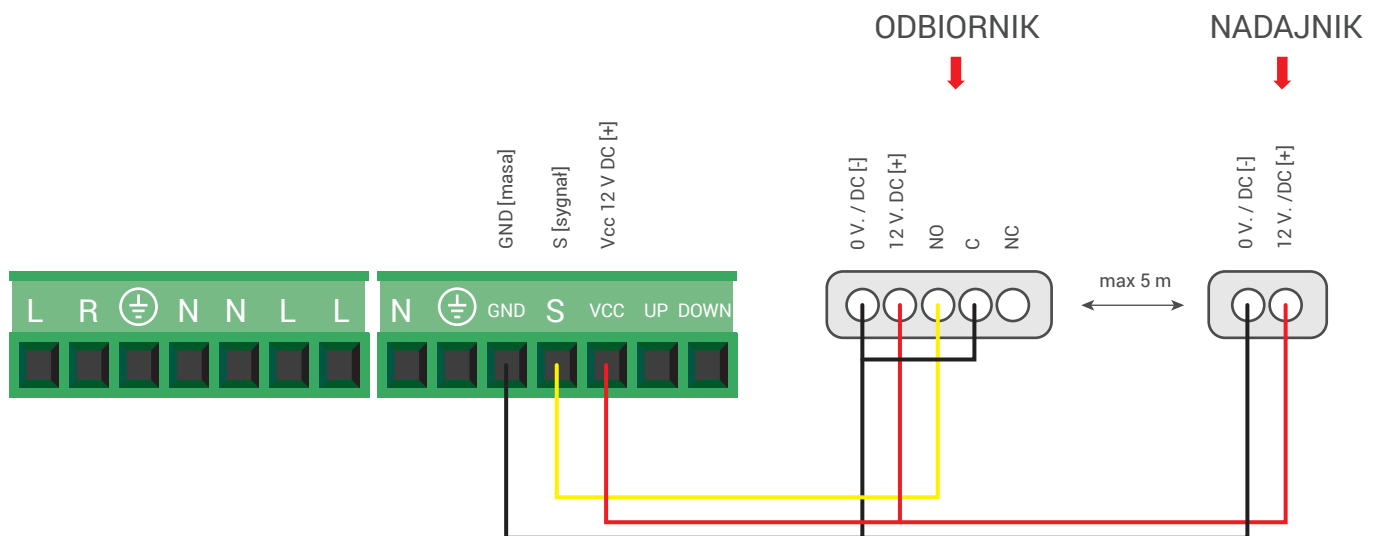 ODBIORNIK
NADAJNIK
GND [masa]
S [sygnał]
Vcc 12 V DC [+]
0 V. / DC [-]
12 V. DC [+]
NO
C
NC
0 V. / DC [-]
12 V. /DC [+]
max 5 m
L R N N L L
N GND S VCC UP DOWN